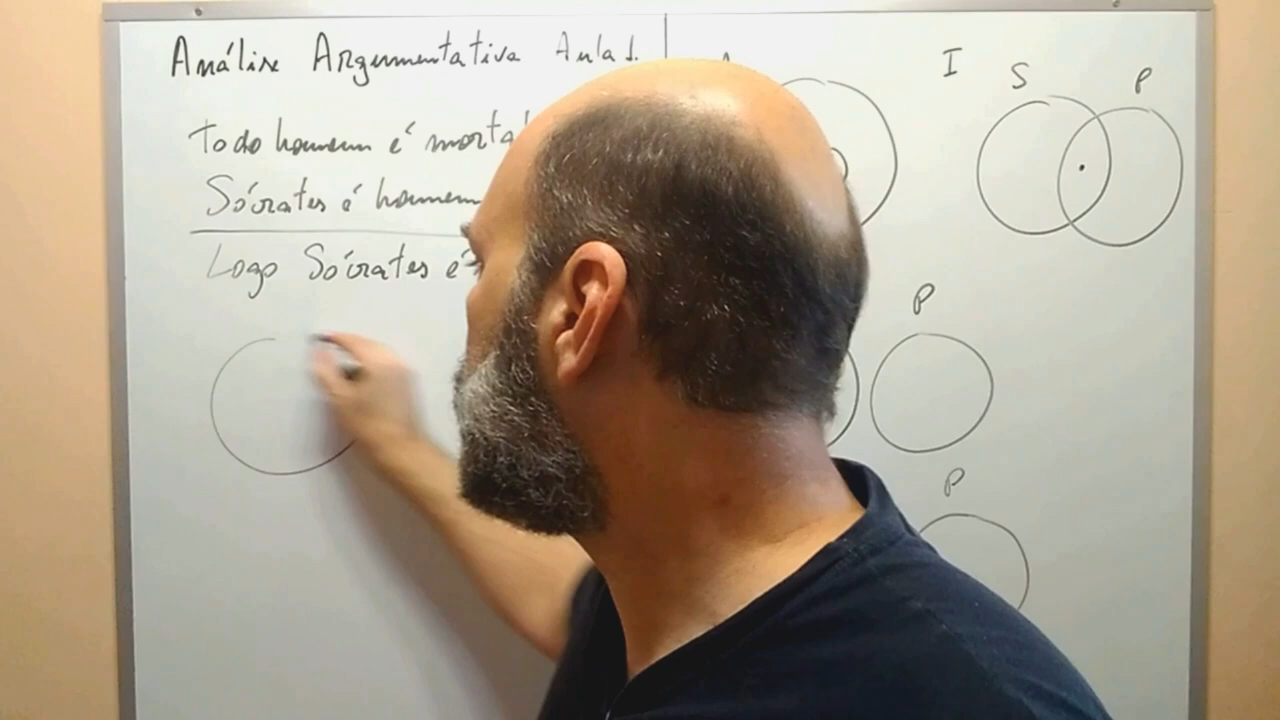 Análise Argumentativa Aula 1.
Todo homem é mortal
Sócrates é homem
Logo Sócrates é
I
S P
P
P